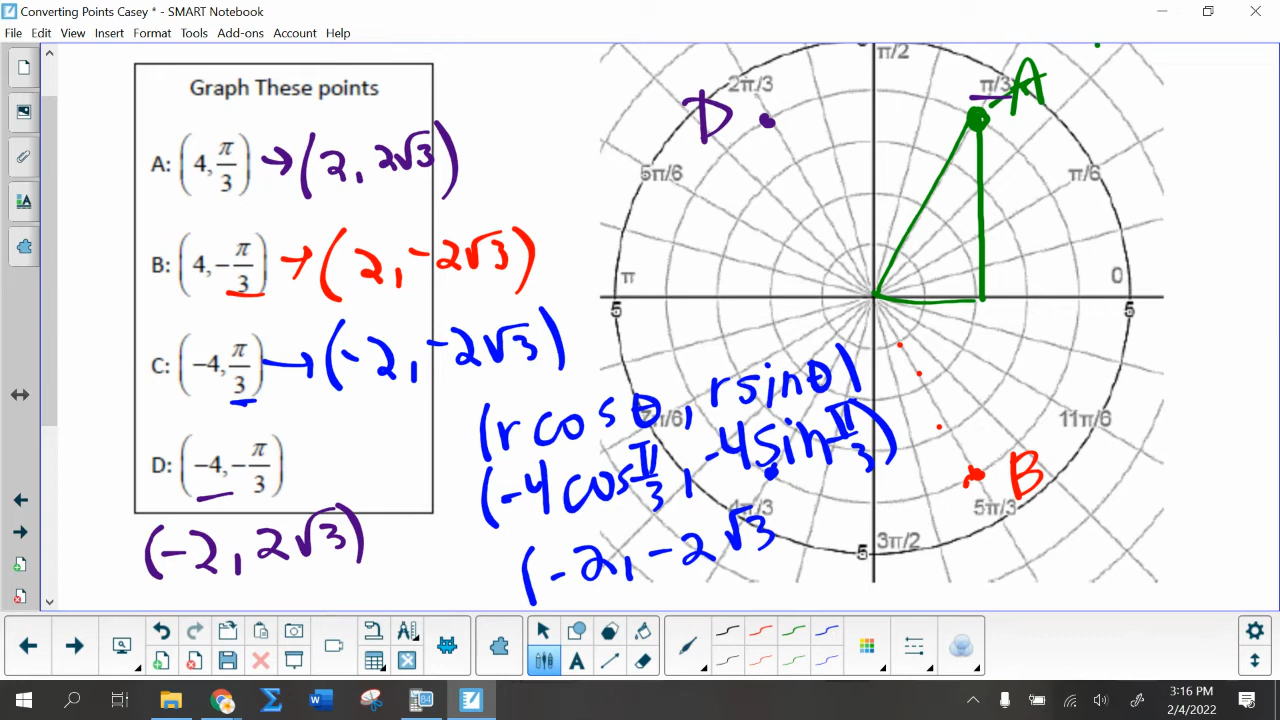 Converting Points Casey * - SMART Notebook
File Edit View Insert Format Tools Add-ons Account Help
Graph These points
A: (4, π/3) → (2, 2√3)
B: (4, -π/3) → (2, -2√3)
C: (-4, π/3) → (-2, -2√3)
D: (-4, -π/3)
(-2, 2√3)
(r cos θ, r sin θ)
(-4 cos π/3, -4 sin π/3)
(-2, -2√3
π/2
2π/3
π/3
A
D
5π/6
π/6
π
0
5
5
7π/6
11π/6
4π/3
5π/3
B
3π/2
5
3:16 PM
2/4/2022